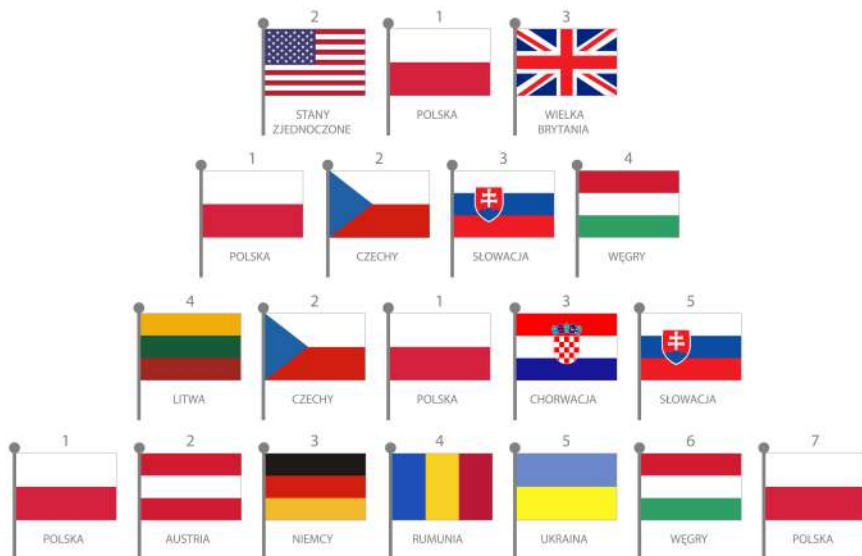 2 1 3
STANY ZJEDNOCZONE POLSKA WIELKA BRYTANIA
1 2 3 4
POLSKA CZECHY SŁOWACJA WĘGRY
4 2 1 3 5
LITWA CZECHY POLSKA CHORWACJA SŁOWACJA
1 2 3 4 5 6 7
POLSKA AUSTRIA NIEMCY RUMUNIA UKRAINA WĘGRY POLSKA